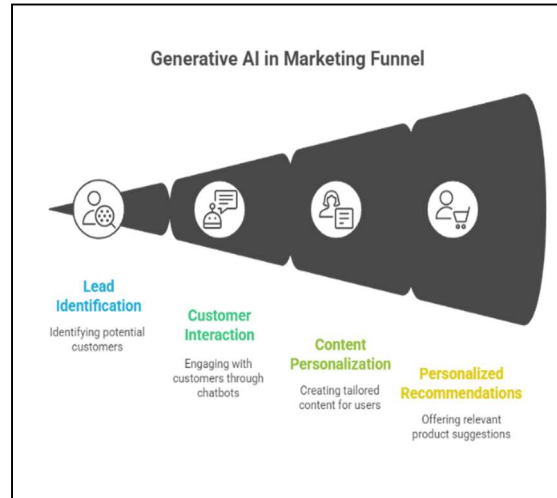 Generative AI in Marketing Funnel
Lead
Identification
Identifying potential
customers
Customer
Interaction
Engaging with
customers through
chatbots
Content
Personalization
Creating tailored
content for users
Personalized
Recommendations
Offering relevant
product suggestions